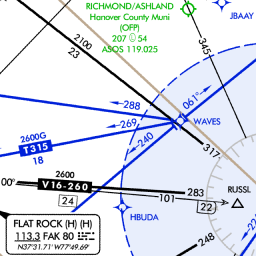 RICHMOND/ASHLAND
Hanover County Muni
(OFP)
207 54
ASOS 119.025
JBAAY
345
2100
23
288
061°
269
WAVES
240
317
2600G
T315
18
00°
2600
V16-260
283
24
101
22
RUSSL
HBUDA
FLAT ROCK (H) (H)
113.3 FAK 80
N37°31.71' W77°49.69'
248
22